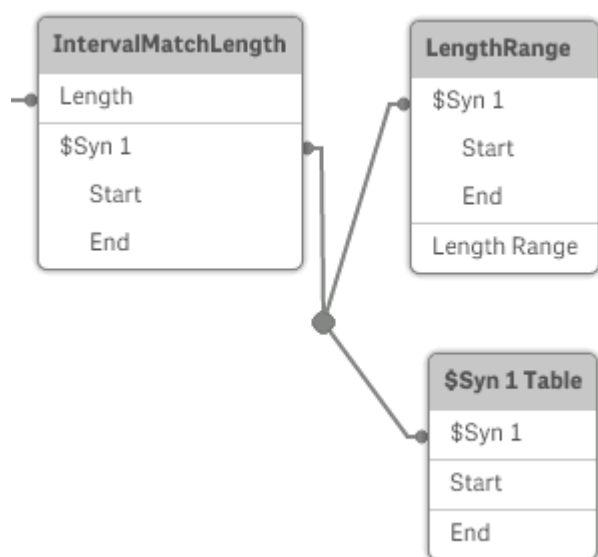 IntervalMatchLength
Length
$Syn 1
Start
End
LengthRange
$Syn 1
Start
End
Length Range
$Syn 1 Table
$Syn 1
Start
End